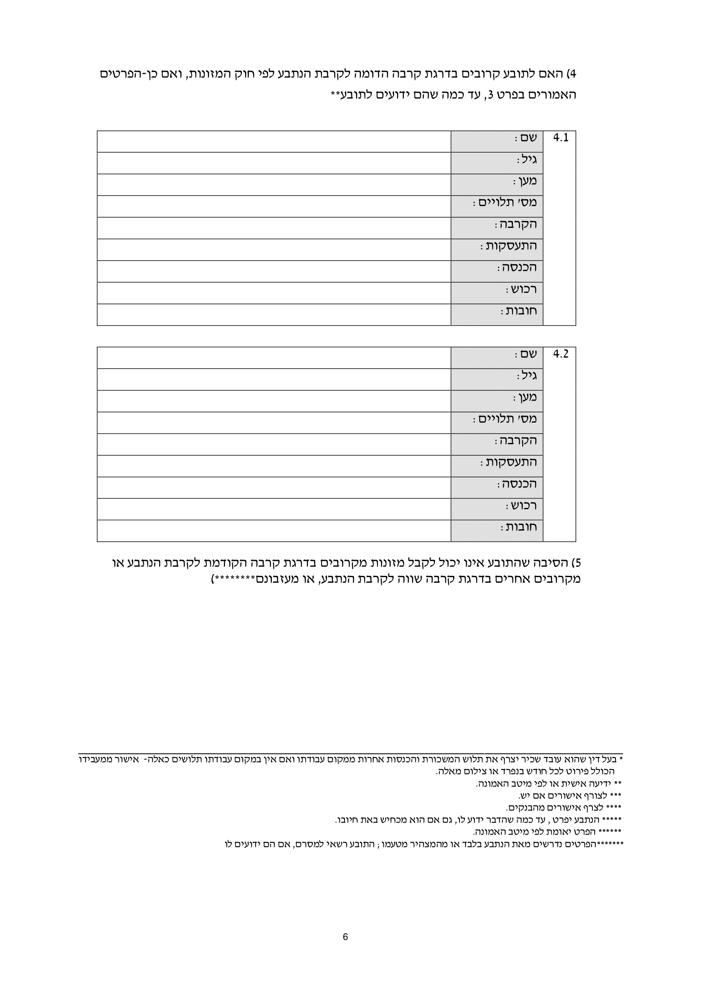 4) האם לתובע קרובים בדרגת קרבה הדומה לקרבת הנתבע לפי חוק המזונות, ואם כן-הפרטים
האמורים בפרט 3, עד כמה שהם ידועים לתובע**
4.1 שם:
גיל:
מען:
מס' תלויים:
הקרבה:
התעסקות:
הכנסה:
רכוש:
חובות:
4.2 שם:
גיל:
מען:
מס' תלויים:
הקרבה:
התעסקות:
הכנסה:
רכוש:
חובות:
5) הסיבה שהתובע אינו יכול לקבל מזונות מקרובים בדרגת קרבה הקודמת לקרבת הנתבע או
מקרובים אחרים בדרגת קרבה שווה לקרבת הנתבע, או מעזבונם********)
* בעל דין שהוא עובד שכיר יצרף את תלוש המשכורת והכנסות אחרות ממקום עבודתו ואם אין במקום עבודתו תלושים כאלה- אישור ממעבידו
הכולל פירוט לכל חודש בנפרד או צילום מאלה.
** ידיעה אישית או לפי מיטב האמונה.
*** לצורף אישורים אם יש.
**** לצרף אישורים מהבנקים.
***** הנתבע יפרט , עד כמה שהדבר ידוע לו, גם אם הוא מכחיש באת חיובו.
****** הפרט יאומת לפי מיטב האמונה.
*******הפרטים נדרשים מאת הנתבע בלבד או מהמצהיר מטעמו ; התובע רשאי למסרם, אם הם ידועים לו
6